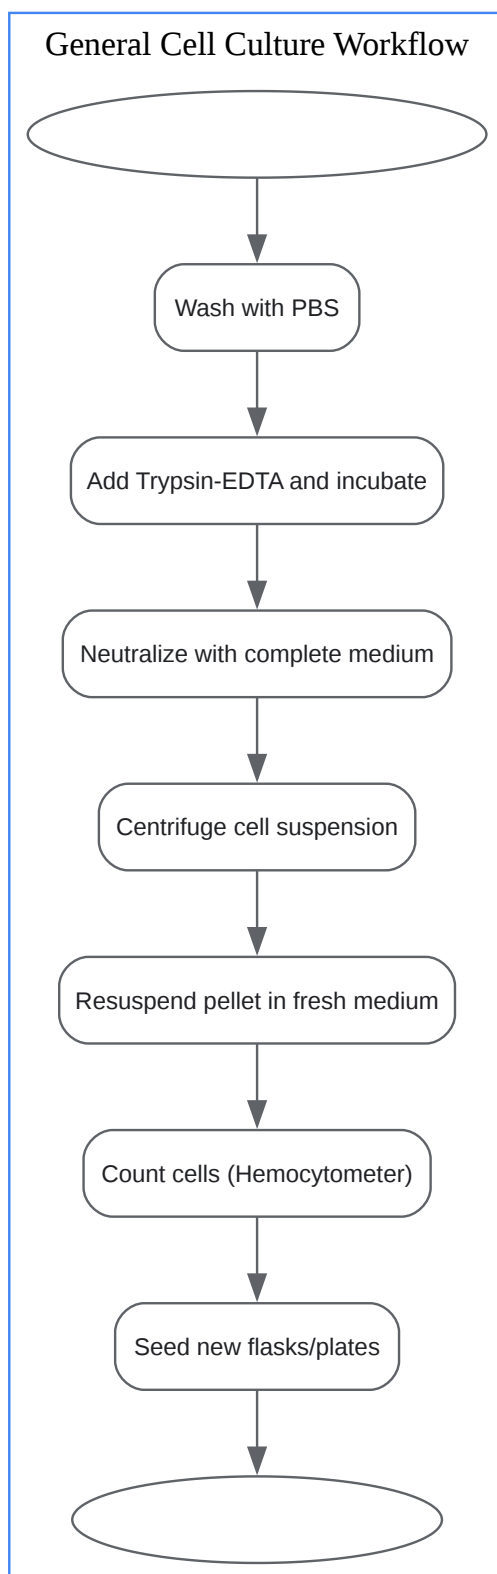 General Cell Culture Workflow
Wash with PBS
Add Trypsin-EDTA and incubate
Neutralize with complete medium
Centrifuge cell suspension
Resuspend pellet in fresh medium
Count cells (Hemocytometer)
Seed new flasks/plates